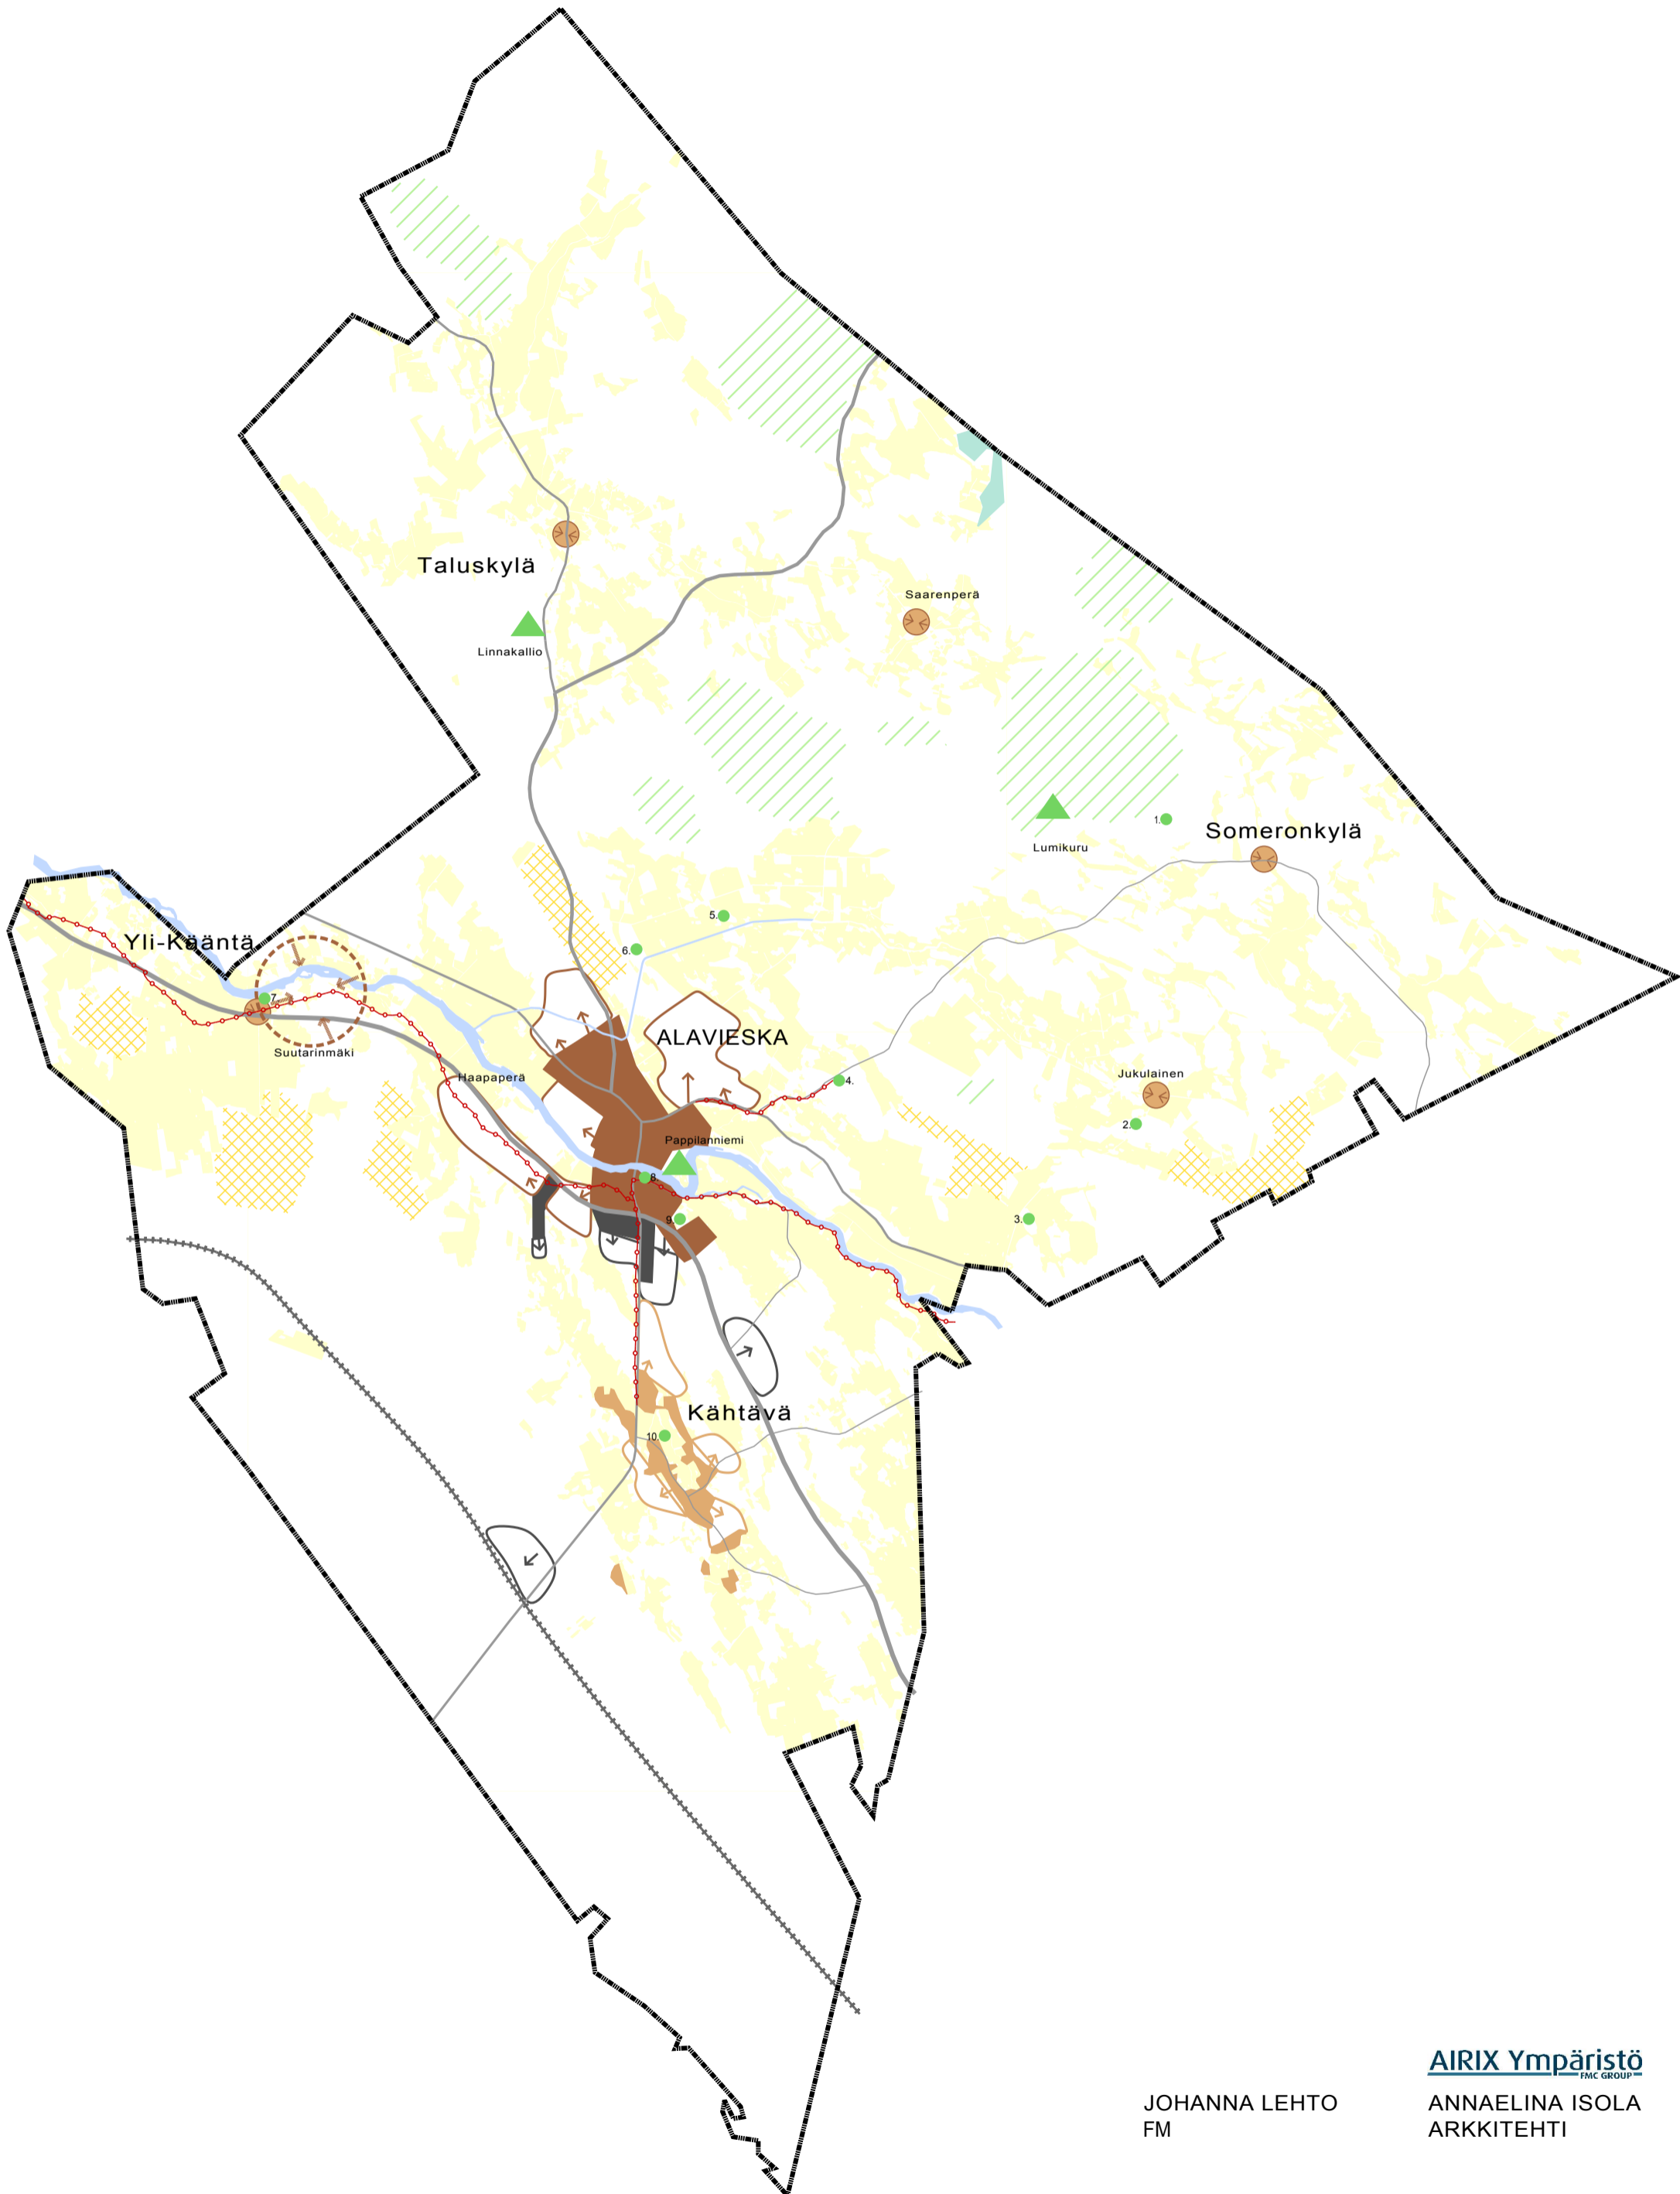 Taluskylä
Saarenperä
Linnakallio
1.
Someronkylä
Lumikuru
5.
Yli-Kääntä
6.
7.
ALAVIESKA
Suutarinmäki
Haapaperä
Jukulainen
4.
2.
Pappilanniemi
8.
9.
3.
Kähtävä
10.
AIRIX Ympäristö
FMC GROUP
JOHANNA LEHTO
FM
ANNAELINA ISOLA
ARKKITEHTI